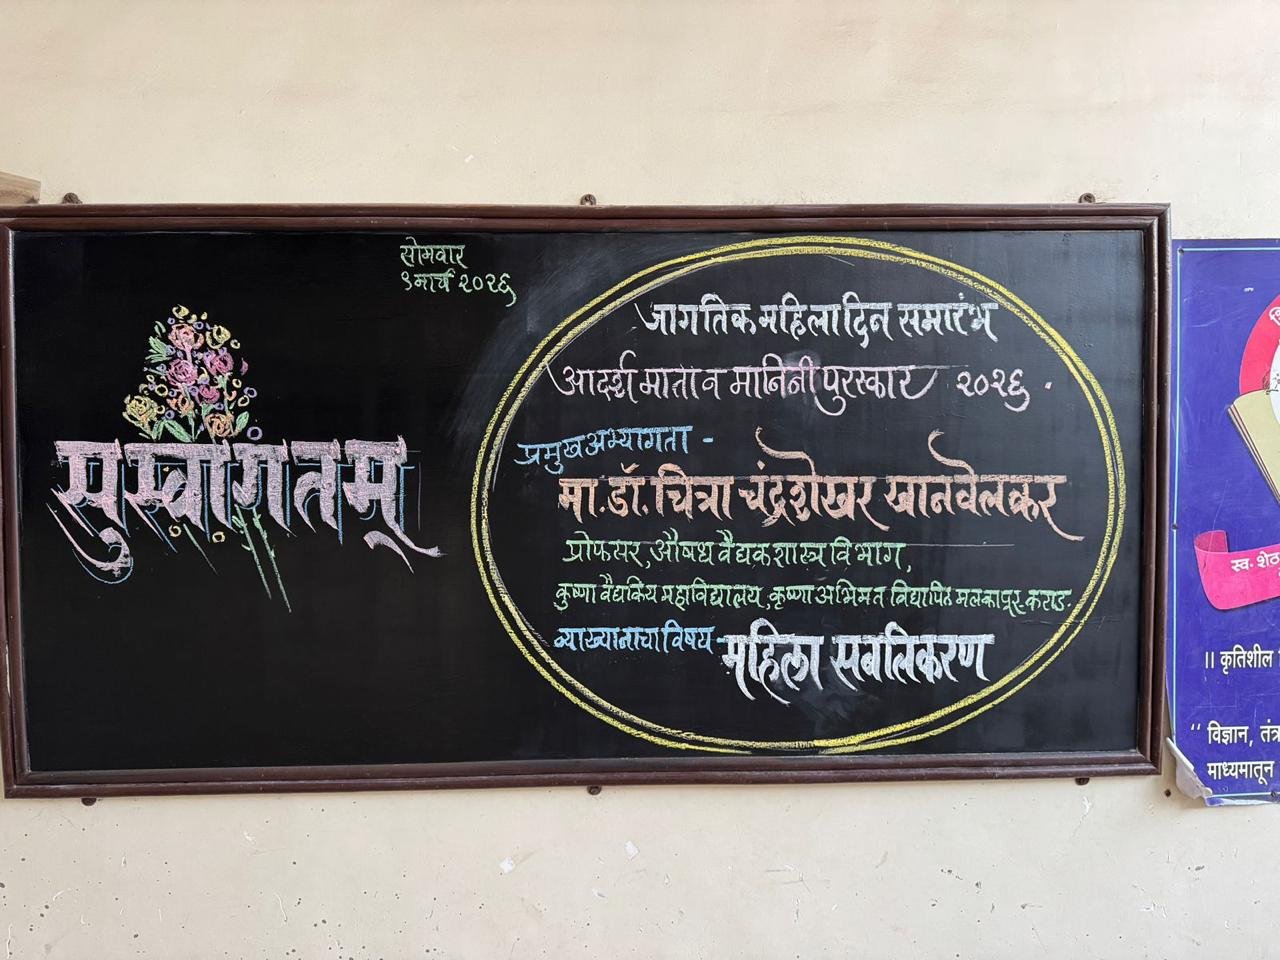 सोमवार
९ मार्च २०२६
सुस्वागतम्
जागतिक महिला दिन समारंभ
आदर्श माता व मानिनी पुरस्कार २०२६.
प्रमुख अभ्यागता -
मा. डॉ. चित्रा चंद्रशेखर खानवेलकर
प्रोफेसर, औषध वैद्यकशास्त्र विभाग,
कृष्णा वैद्यकिय महाविद्यालय, कृष्णा अभिमत विद्यापिठ मलकापूर, कराड.
व्याख्यानाचा विषय - महिला सबलिकरण
स्व. शेठ
॥ कृतिशील
“ विज्ञान, तंत्र
माध्यमातून